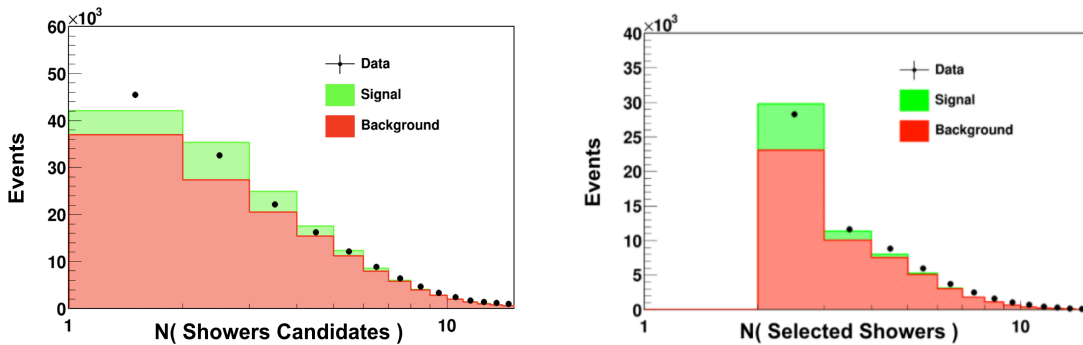 ×10³
60
50
40
30
20
10
0
Events
Data
Signal
Background
1
10
N( Showers Candidates )
×10³
40
35
30
25
20
15
10
5
0
Events
Data
Signal
Background
1
10
N( Selected Showers )